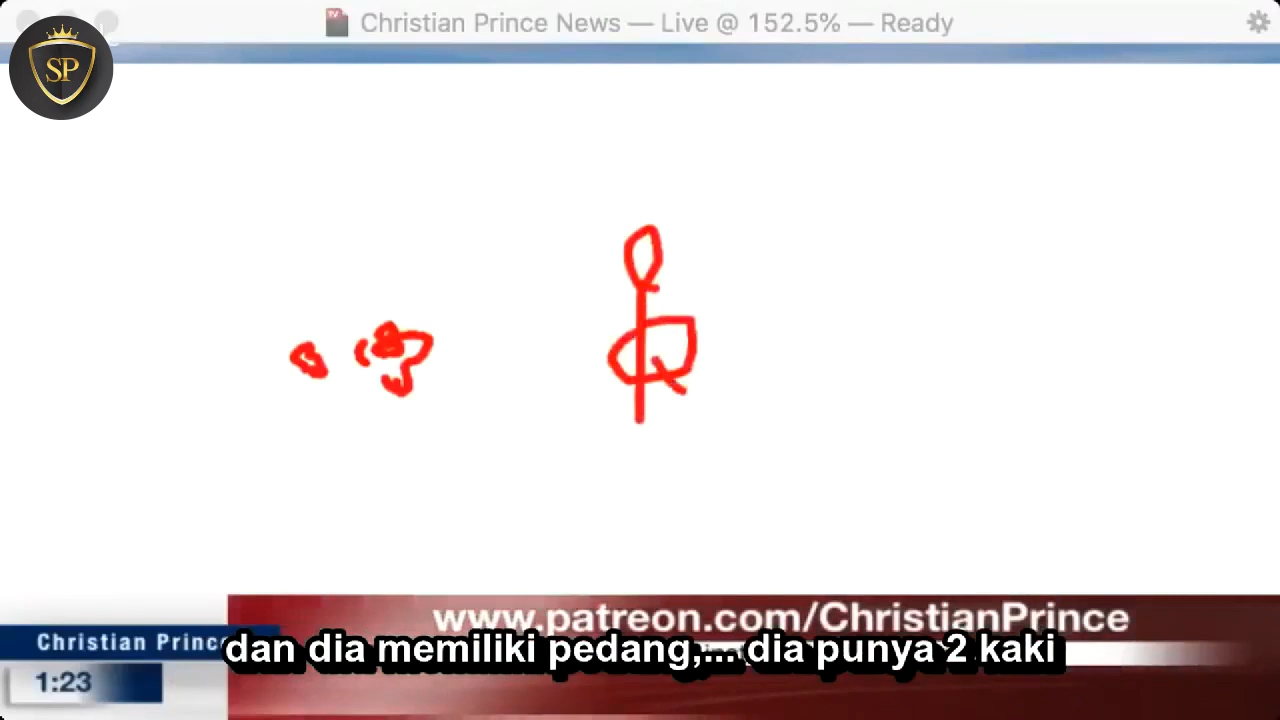 Christian Prince News — Live @ 152.5% — Ready
SP
www.patreon.com/ChristianPrince
Christian Prince
dan dia memiliki pedang,... dia punya 2 kaki
1:23